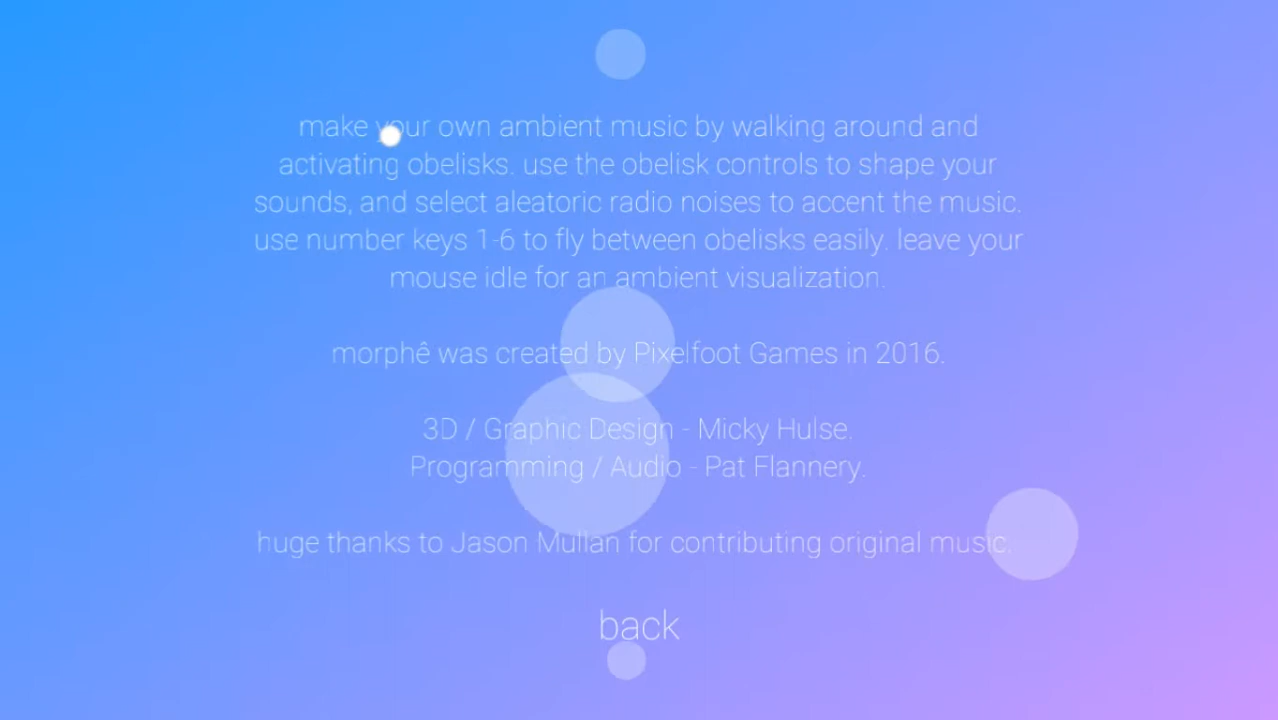 make your own ambient music by walking around and
activating obelisks. use the obelisk controls to shape your
sounds, and select aleatoric radio noises to accent the music.
use number keys 1-6 to fly between obelisks easily. leave your
mouse idle for an ambient visualization.
morphê was created by Pixelfoot Games in 2016.
3D / Graphic Design - Micky Hulse.
Programming / Audio - Pat Flannery.
huge thanks to Jason Mullan for contributing original music.
back